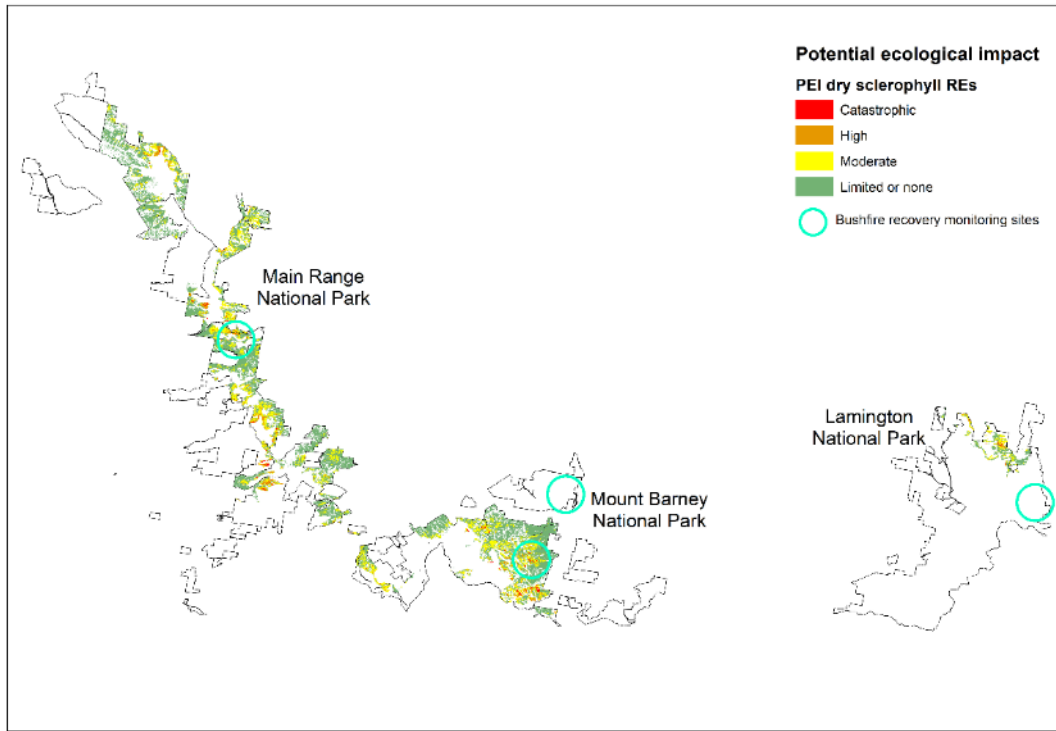 Potential ecological impact
PEI dry sclerophyll REs
Catastrophic
High
Moderate
Limited or none
Bushfire recovery monitoring sites
Main Range
National Park
Lamington
National Park
Mount Barney
National Park